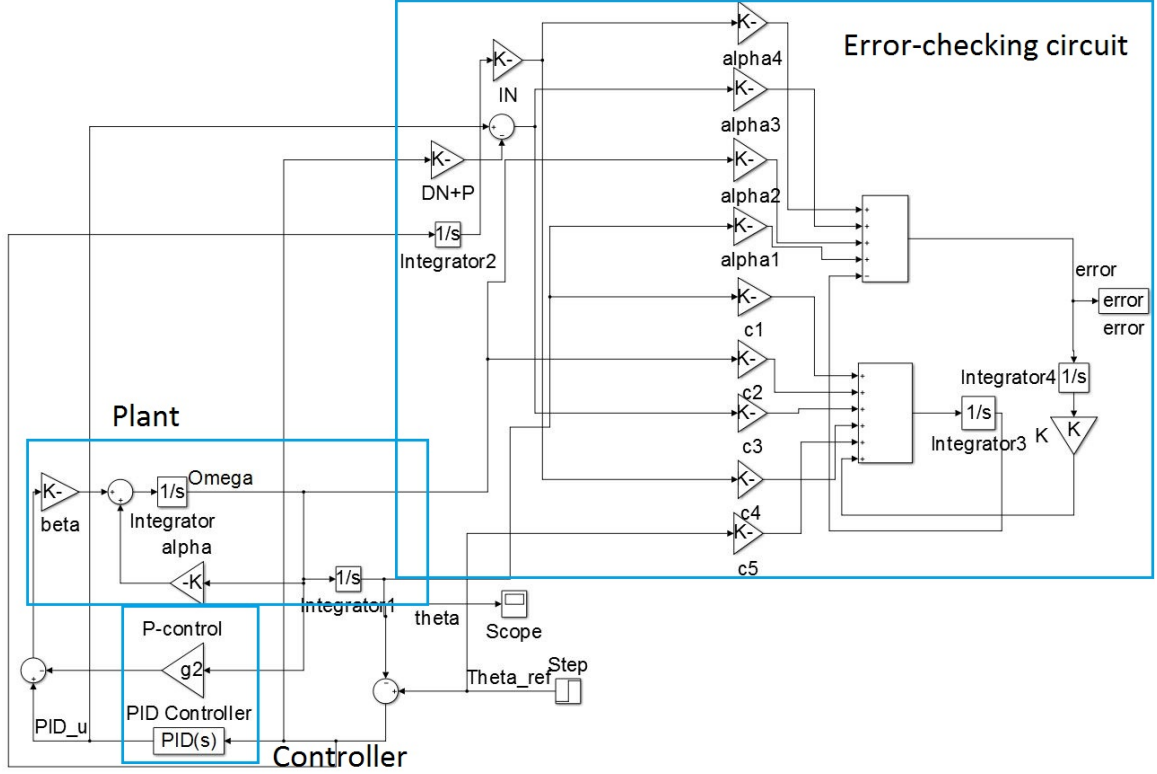 Error-checking circuit
K-
alpha4
K-
IN
K-
alpha3
+
−
K-
DN+P
K-
alpha2
1/s
Integrator2
K-
alpha1
+
+
+
+
−
error
error
error
K-
c1
K-
c2
K-
c3
K-
c4
K-
c5
+
+
+
+
+
+
1/s
Integrator3
Integrator4
1/s
K
K
Plant
K-
beta
+
+
1/s
Integrator
Omega
alpha
-K
1/s
Integrator1
theta
Scope
P-control
g2
−
+
PID Controller
PID_u
PID(s)
Controller
−
+
Theta_ref
Step